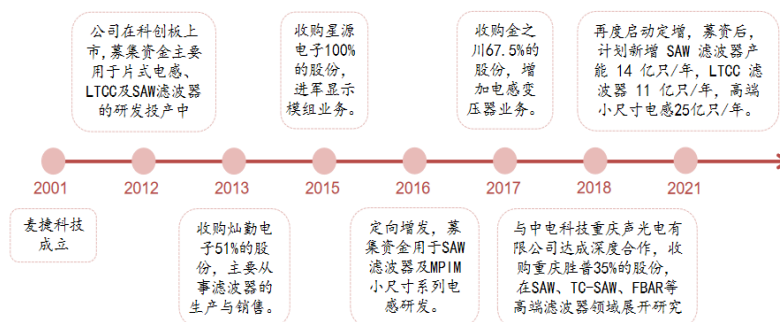 公司在科创板上
市,募集资金主要
用于片式电感、
LTCC及SAW滤波器
的研发投产中
收购星源
电子100%
的股份,
进军显示
模组业务。
收购金之
川67.5%的
股份,增
加电感变
压器业务。
再度启动定增,募资后,
计划新增 SAW 滤波器产
能 14 亿只/年,LTCC 滤
波器 11 亿只/年,高端
小尺寸电感25亿只/年。
2001
2012
2013
2015
2016
2017
2018
2021
麦捷科技
成立
收购灿勤电
子51%的股
份,主要从
事滤波器的
生产与销售。
定向增发,募
集资金用于SAW
滤波器及MPIM
小尺寸系列电
感研发。
与中电科技重庆声光电有
限公司达成深度合作,收
购重庆胜普35%的股份,
在SAW、TC-SAW、FBAR等
高端滤波器领域展开研究